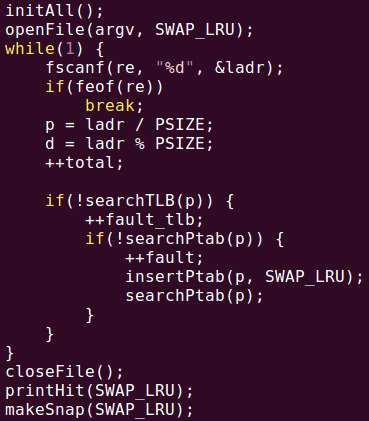 initAll();
openFile(argv, SWAP_LRU);
while(1) {
    fscanf(re, "%d", &ladr);
    if(feof(re))
        break;
    p = ladr / PSIZE;
    d = ladr % PSIZE;
    ++total;

    if(!searchTLB(p)) {
        ++fault_tlb;
        if(!searchPtab(p)) {
            ++fault;
            insertPtab(p, SWAP_LRU);
            searchPtab(p);
        }
    }
}
closeFile();
printHit(SWAP_LRU);
makeSnap(SWAP_LRU);